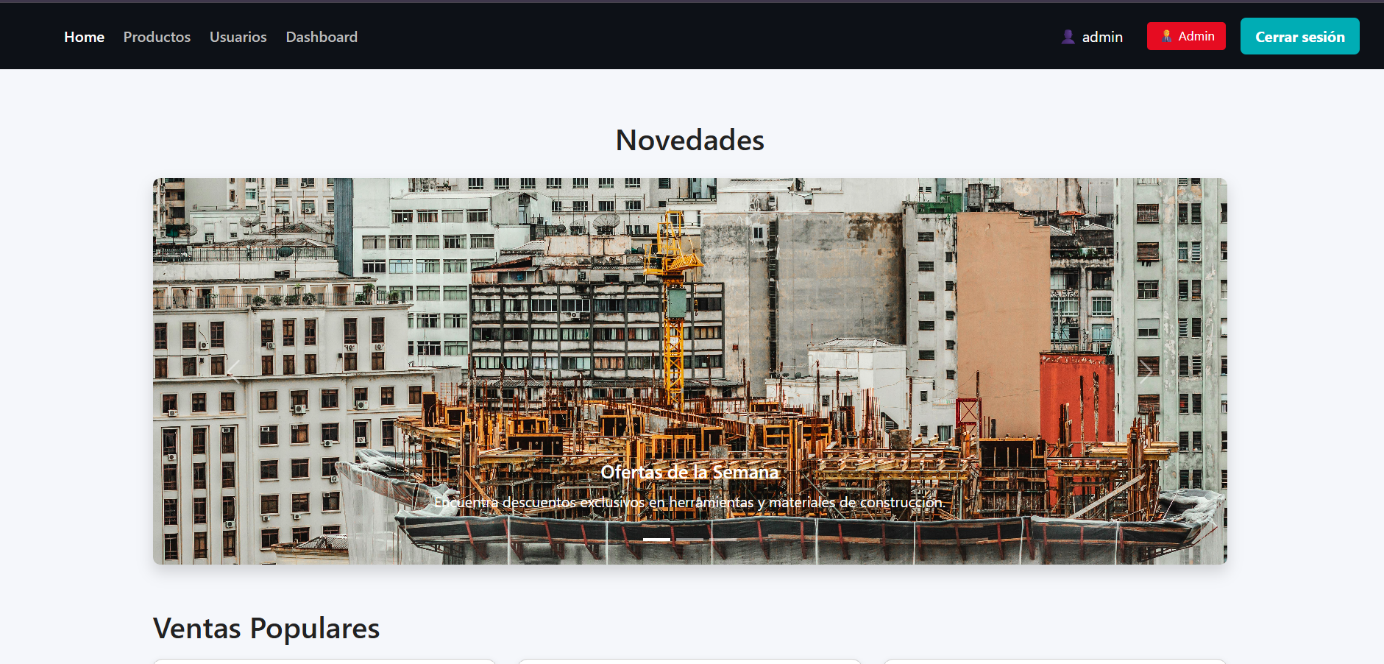 Home Productos Usuarios Dashboard admin Admin Cerrar sesión
Novedades
Ofertas de la Semana
Encuentra descuentos exclusivos en herramientas y materiales de construcción.
Ventas Populares